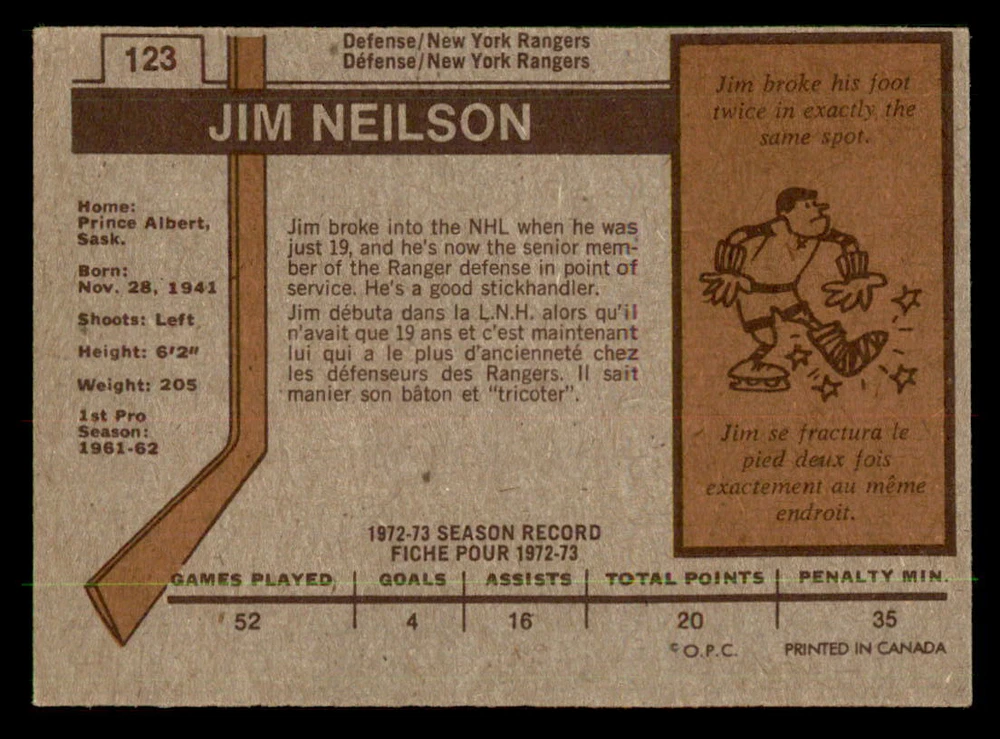 123
Defense/New York Rangers
Défense/New York Rangers
JIM NEILSON
Home:
Prince Albert,
Sask.
Born:
Nov. 28, 1941
Shoots: Left
Height: 6'2"
Weight: 205
1st Pro
Season:
1961-62
Jim broke into the NHL when he was
just 19, and he's now the senior mem-
ber of the Ranger defense in point of
service. He's a good stickhandler.
Jim débuta dans la L.N.H. alors qu'il
n'avait que 19 ans et c'est maintenant
lui qui a le plus d'ancienneté chez
les défenseurs des Rangers. Il sait
manier son bâton et "tricoter".
Jim broke his foot
twice in exactly the
same spot.
Jim se fractura le
pied deux fois
exactement au même
endroit.
1972-73 SEASON RECORD
FICHE POUR 1972-73
GAMES PLAYED GOALS ASSISTS TOTAL POINTS PENALTY MIN.
52 4 16 20 35
© O.P.C. PRINTED IN CANADA